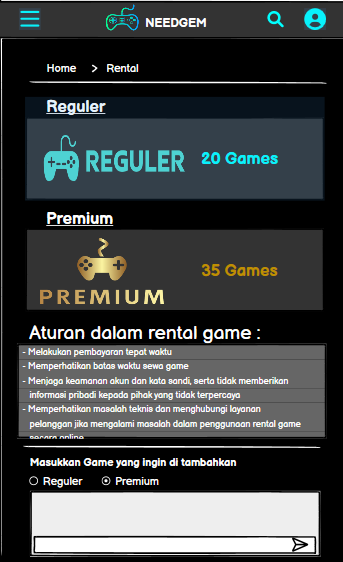 NEEDGEM
Home > Rental
Reguler
REGULER
20 Games
Premium
PREMIUM
35 Games
Aturan dalam rental game :
- Melakukan pembayaran tepat waktu
- Memperhatikan batas waktu sewa game
- Menjaga keamanan akun dan kata sandi, serta tidak memberikan
informasi pribadi kepada pihak yang tidak terpercaya
- Memperhatikan masalah teknis dan menghubungi layanan
pelanggan jika mengalami masalah dalam penggunaan rental game
secara online
Masukkan Game yang ingin di tambahkan
Reguler Premium